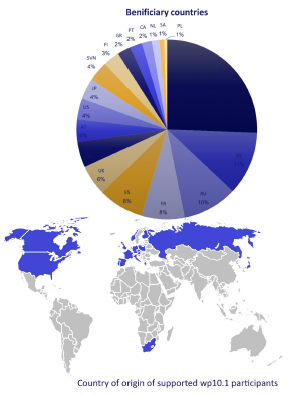 Benificiary countries
PL
1%
SA
1%
NL
1%
CA
2%
PT
2%
GR
2%
FI
3%
SVN
4%
JP
4%
US
4%
4%
UK
6%
8%
FR
8%
RU
10%
Country of origin of supported wp10.1 participants